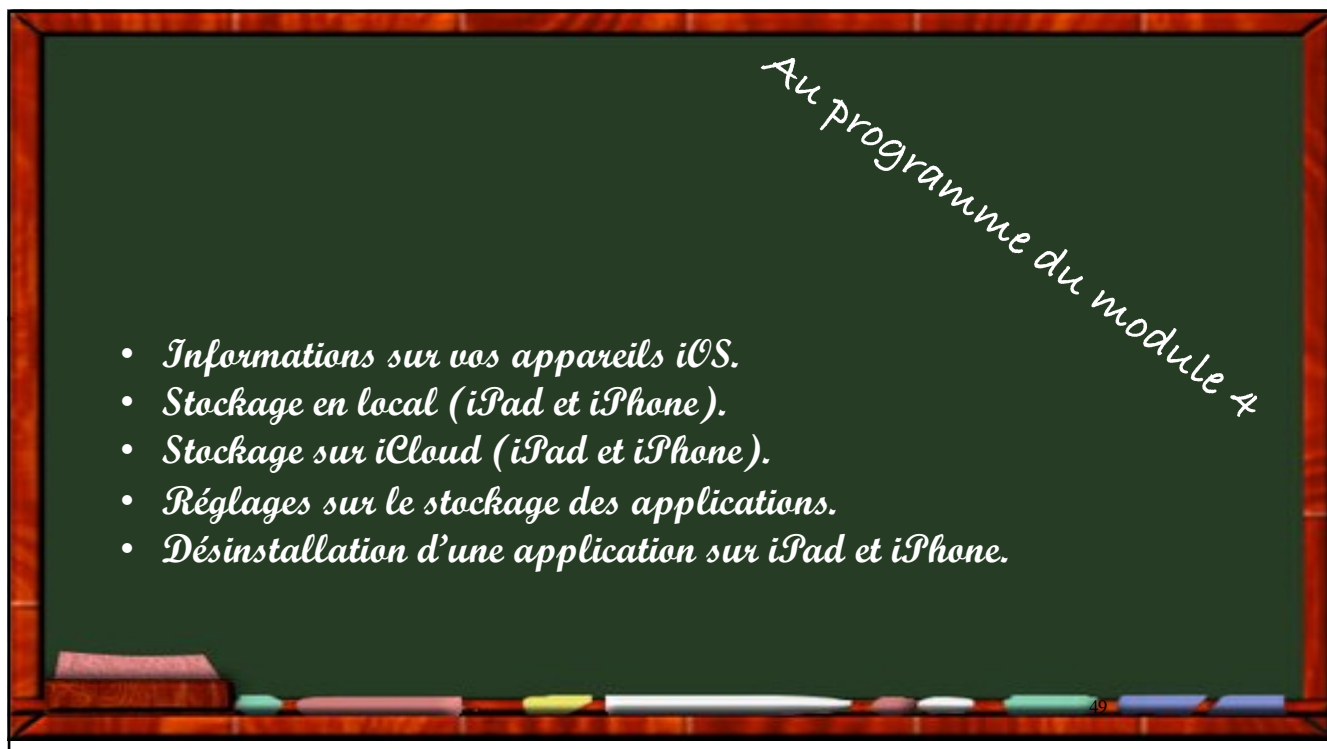 Au programme du module 4
• Informations sur vos appareils iOS.
• Stockage en local (iPad et iPhone).
• Stockage sur iCloud (iPad et iPhone).
• Réglages sur le stockage des applications.
• Désinstallation d’une application sur iPad et iPhone.
49